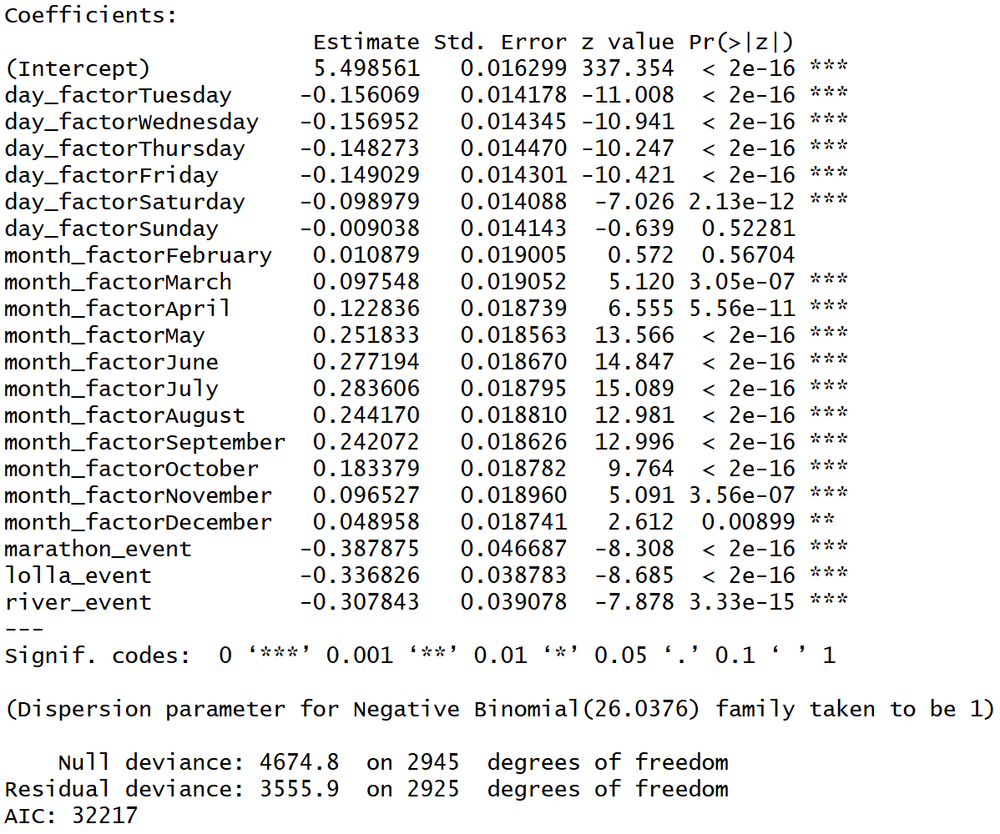 Coefficients:
                       Estimate Std. Error z value Pr(>|z|)
(Intercept)            5.498561   0.016299 337.354  < 2e-16 ***
day_factorTuesday     -0.156069   0.014178 -11.008  < 2e-16 ***
day_factorWednesday   -0.156952   0.014345 -10.941  < 2e-16 ***
day_factorThursday    -0.148273   0.014470 -10.247  < 2e-16 ***
day_factorFriday      -0.149029   0.014301 -10.421  < 2e-16 ***
day_factorSaturday    -0.098979   0.014088  -7.026 2.13e-12 ***
day_factorSunday      -0.009038   0.014143  -0.639  0.52281
month_factorFebruary   0.010879   0.019005   0.572  0.56704
month_factorMarch      0.097548   0.019052   5.120 3.05e-07 ***
month_factorApril      0.122836   0.018739   6.555 5.56e-11 ***
month_factorMay        0.251833   0.018563  13.566  < 2e-16 ***
month_factorJune       0.277194   0.018670  14.847  < 2e-16 ***
month_factorJuly       0.283606   0.018795  15.089  < 2e-16 ***
month_factorAugust     0.244170   0.018810  12.981  < 2e-16 ***
month_factorSeptember  0.242072   0.018626  12.996  < 2e-16 ***
month_factorOctober    0.183379   0.018782   9.764  < 2e-16 ***
month_factorNovember   0.096527   0.018960   5.091 3.56e-07 ***
month_factorDecember   0.048958   0.018741   2.612  0.00899 **
marathon_event        -0.387875   0.046687  -8.308  < 2e-16 ***
lolla_event           -0.336826   0.038783  -8.685  < 2e-16 ***
river_event           -0.307843   0.039078  -7.878 3.33e-15 ***
---
Signif. codes:  0 ‘***’ 0.001 ‘**’ 0.01 ‘*’ 0.05 ‘.’ 0.1 ‘ ’ 1

(Dispersion parameter for Negative Binomial(26.0376) family taken to be 1)

    Null deviance: 4674.8  on 2945  degrees of freedom
Residual deviance: 3555.9  on 2925  degrees of freedom
AIC: 32217